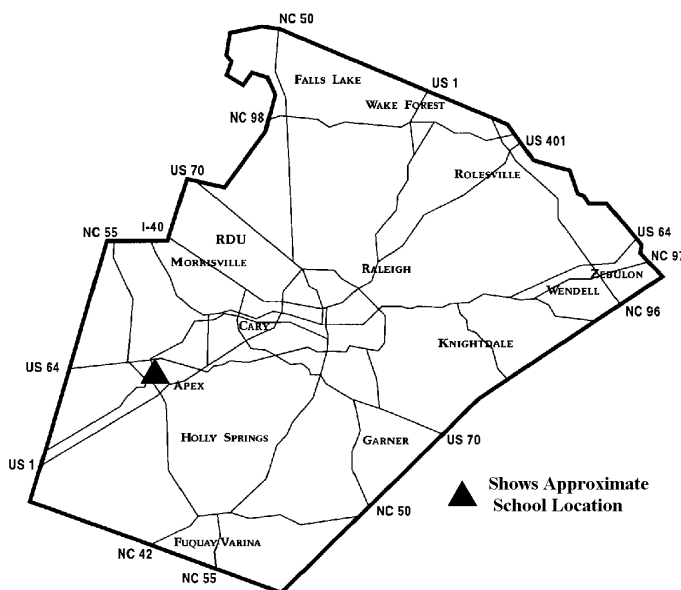 NC 50
FALLS LAKE
US 1
WAKE FOREST
NC 98
US 401
US 70
ROLESVILLE
NC 55
I-40
RDU
MORRISVILLE
RALEIGH
US 64
NC 97
ZEBULON
WENDELL
NC 96
CARY
KNIGHTDALE
US 64
APEX
HOLLY SPRINGS
GARNER
US 70
US 1
Shows Approximate
School Location
NC 50
FUQUAY-VARINA
NC 42
NC 55